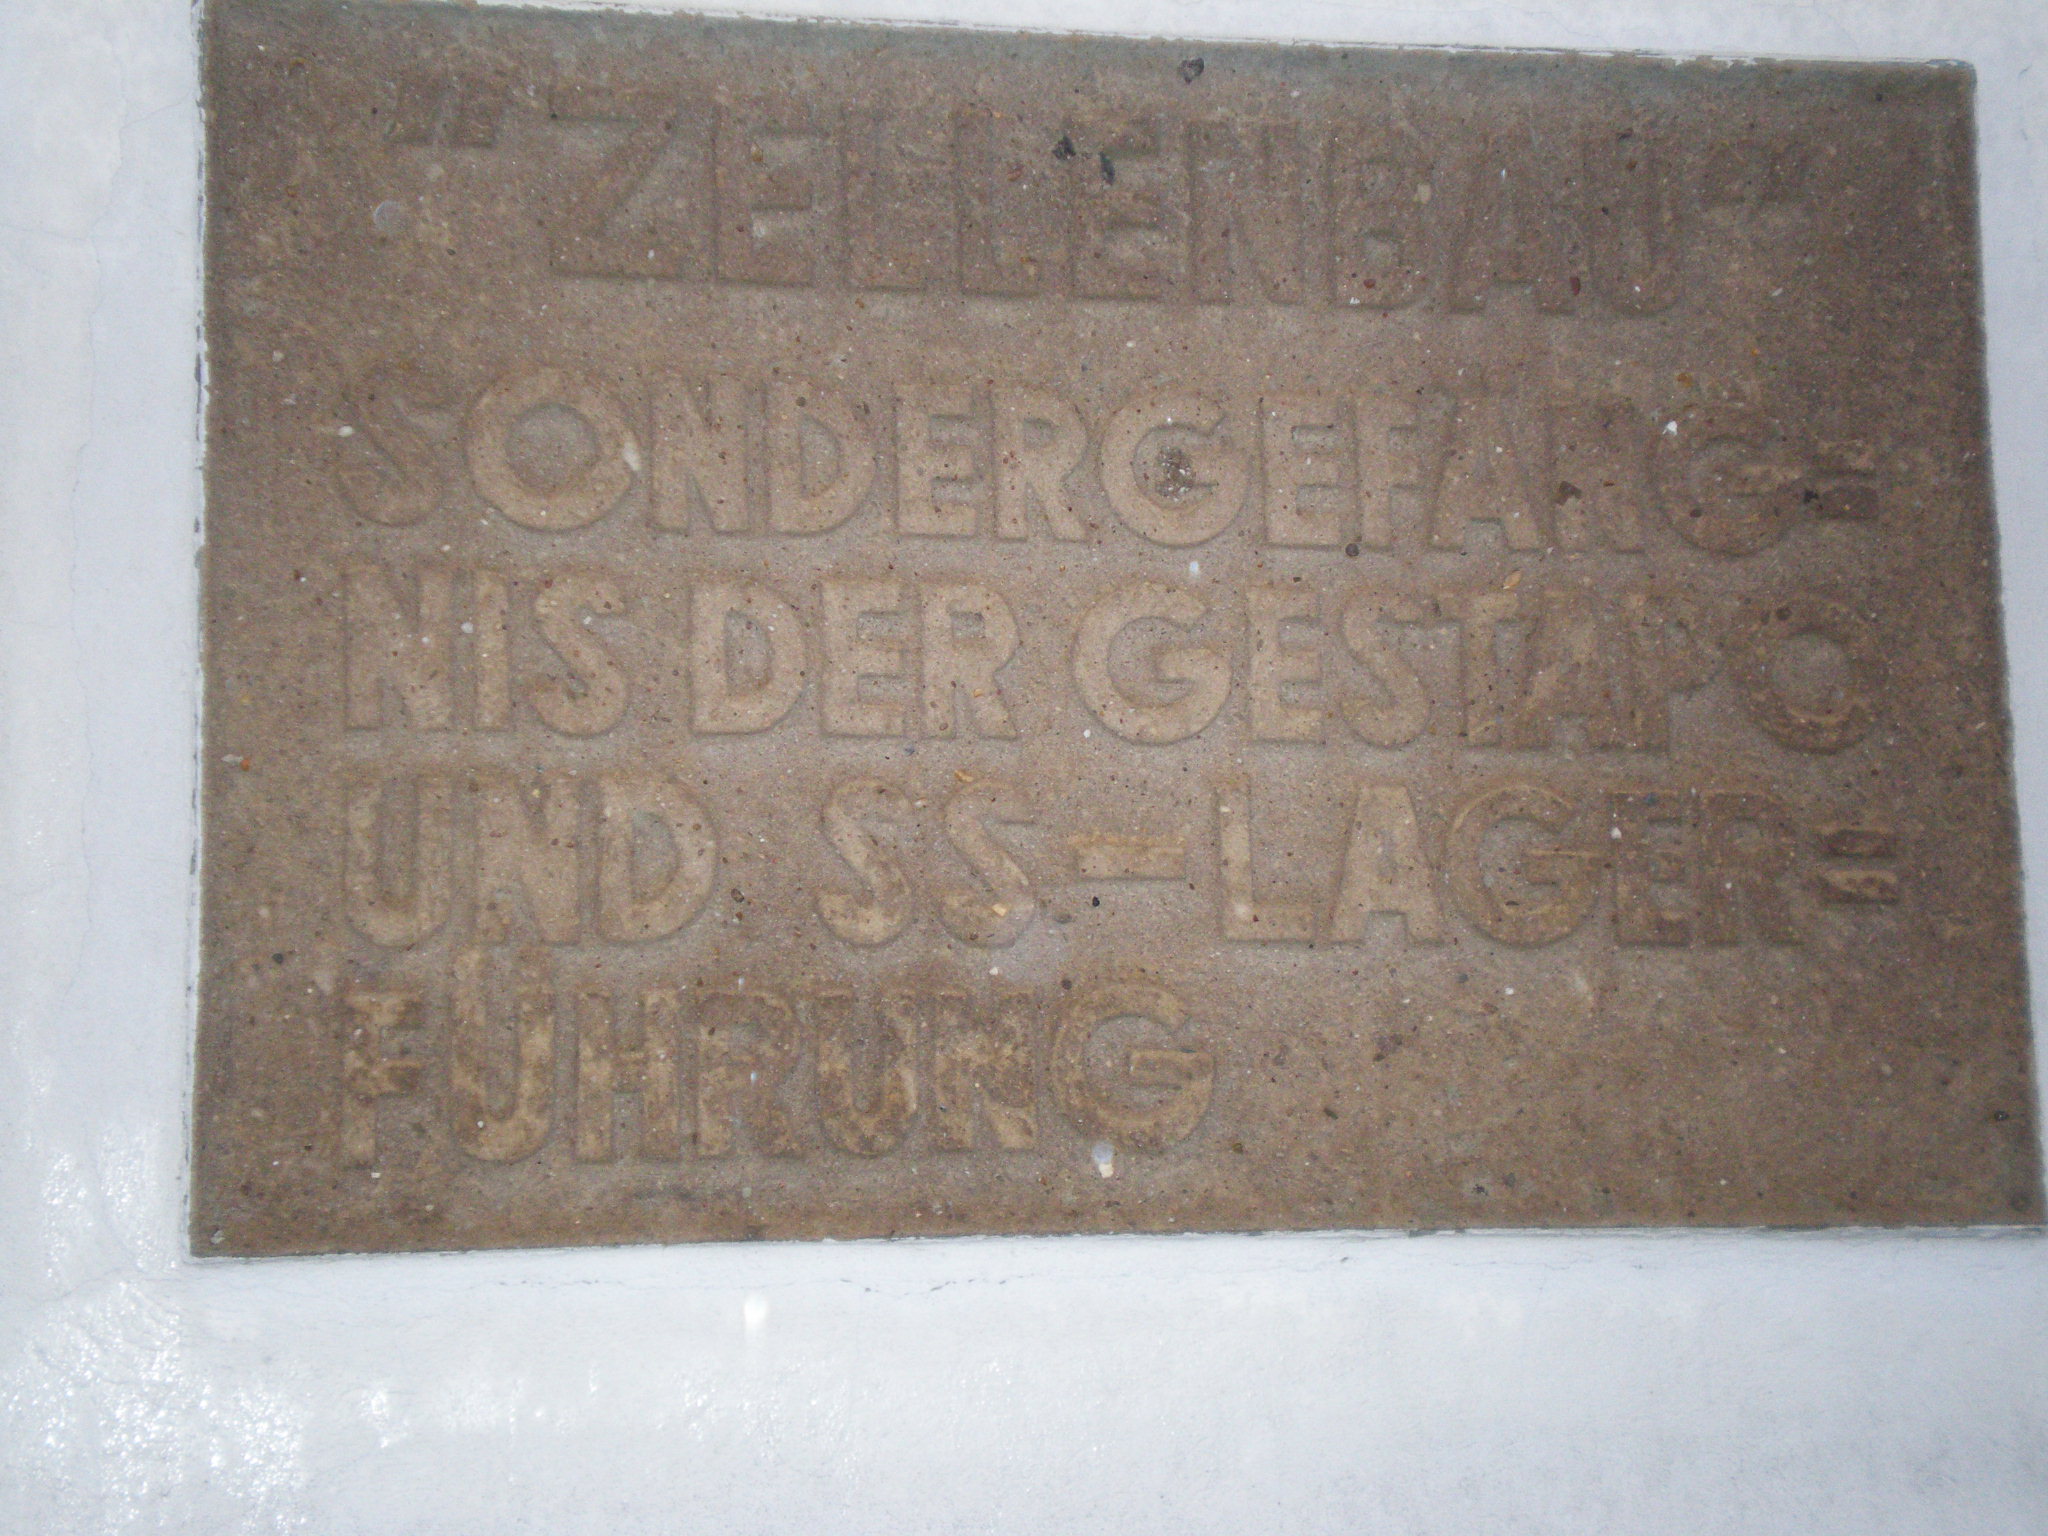 "ZELLENBAU"
SONDERGEFÄNG=
NIS DER GESTAPO
UND SS=LAGER=
FÜHRUNG